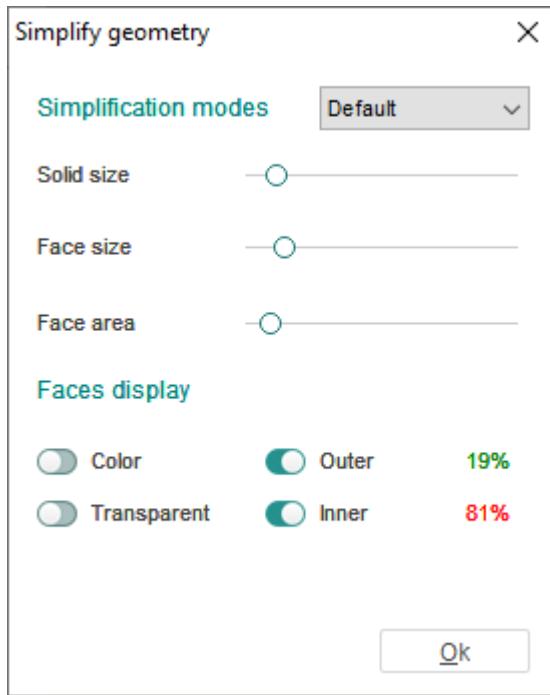 Simplify geometry
Simplification modes Default
Solid size
Face size
Face area
Faces display
Color Outer 19%
Transparent Inner 81%
Ok